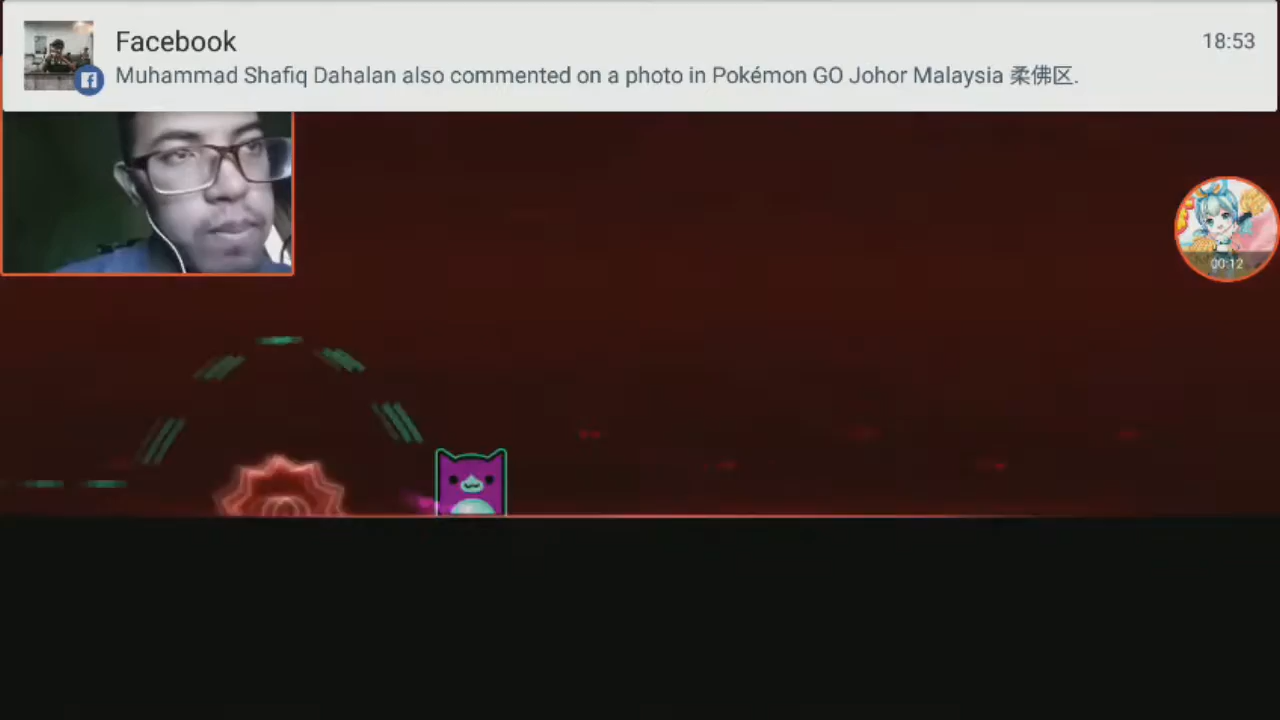 Facebook
18:53
Muhammad Shafiq Dahalan also commented on a photo in Pokémon GO Johor Malaysia 柔佛区.
00:12